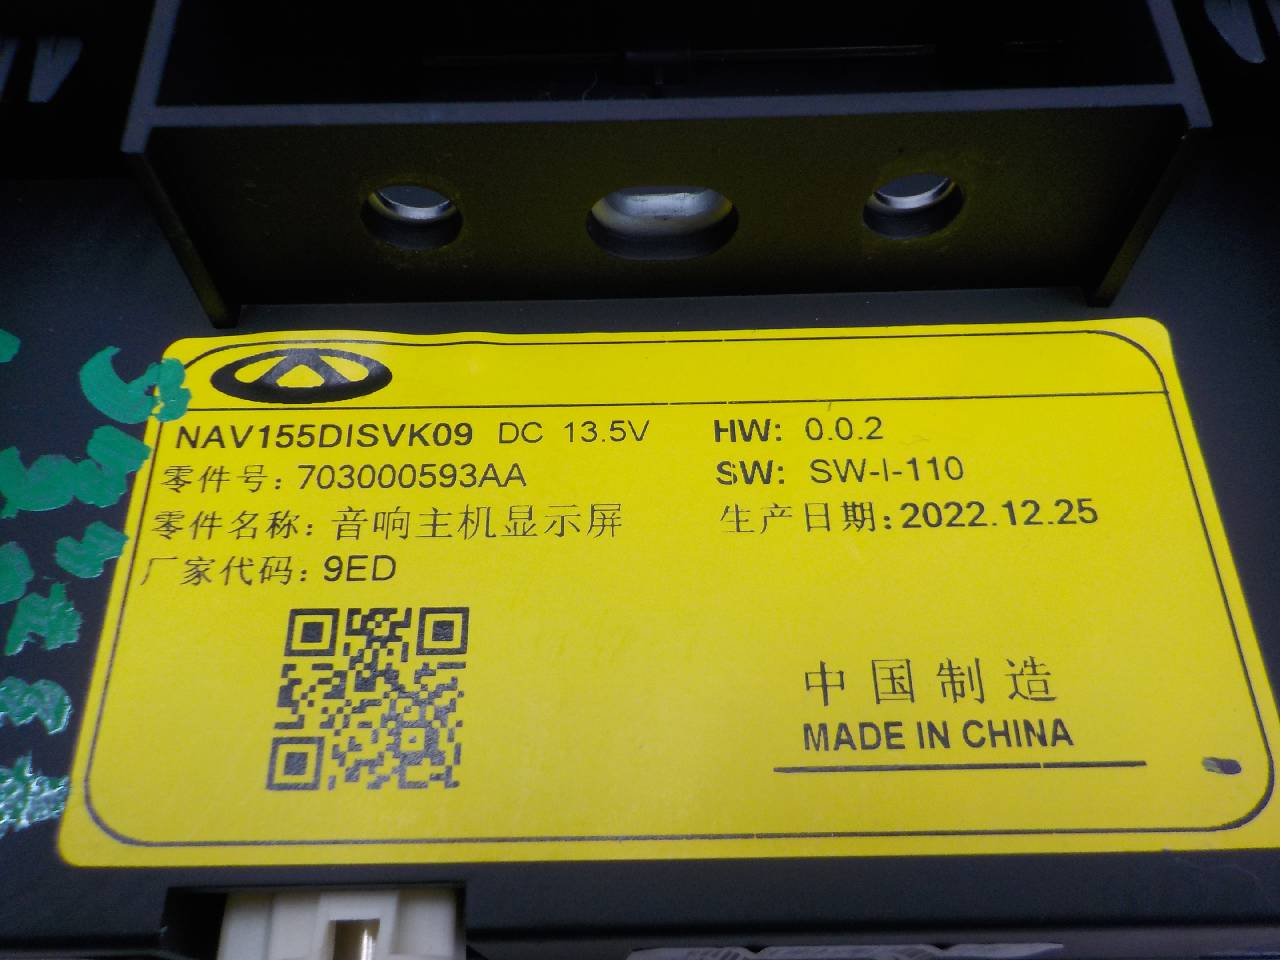 NAV155DISVK09 DC 13.5V HW: 0.0.2
零件号: 703000593AA SW: SW-I-110
零件名称: 音响主机显示屏 生产日期: 2022.12.25
厂家代码: 9ED
中国制造
MADE IN CHINA